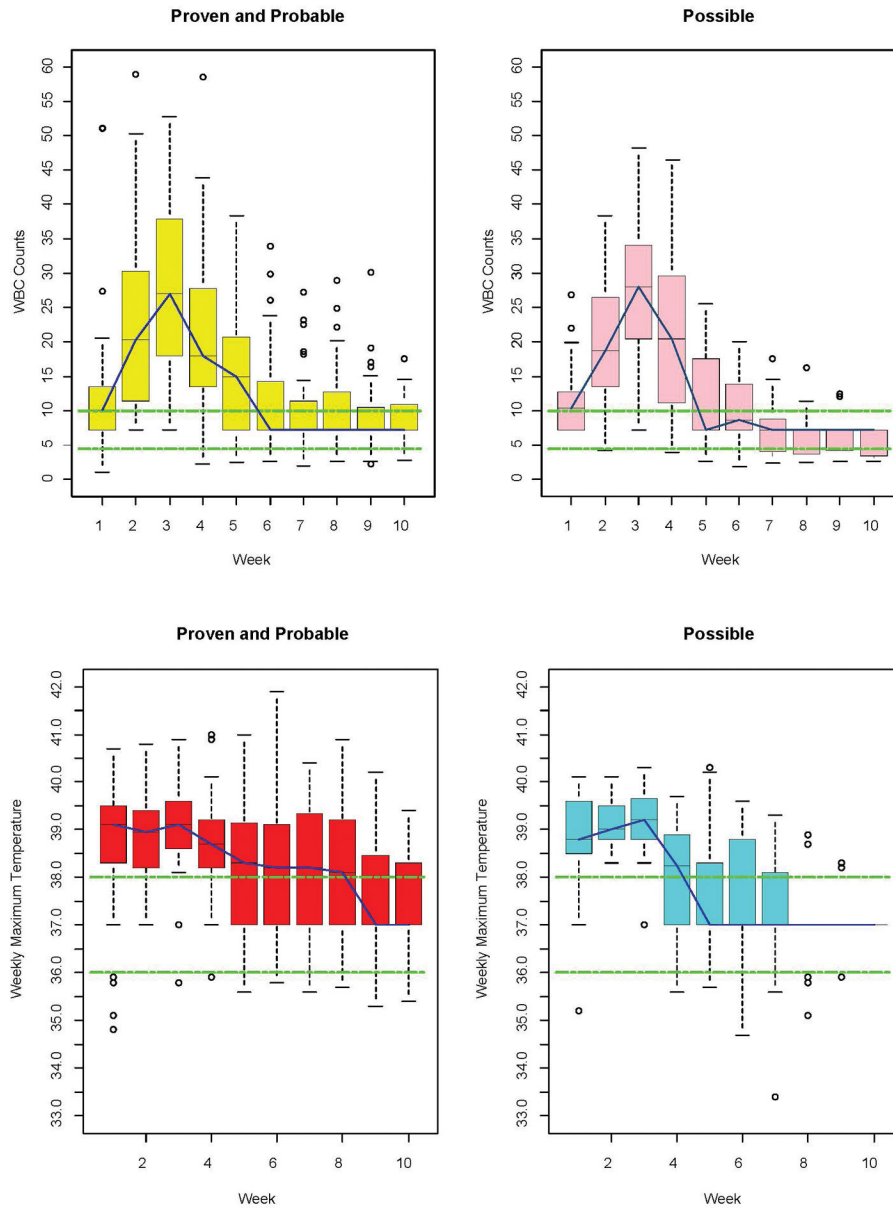 Proven and Probable
Possible
WBC Counts
60
55
50
45
40
35
30
25
20
15
10
5
0
1 2 3 4 5 6 7 8 9 10
Week
WBC Counts
60
55
50
45
40
35
30
25
20
15
10
5
0
1 2 3 4 5 6 7 8 9 10
Week
Proven and Probable
Possible
Weekly Maximum Temperature
42.0
41.0
40.0
39.0
38.0
37.0
36.0
35.0
34.0
33.0
2 4 6 8 10
Week
Weekly Maximum Temperature
42.0
41.0
40.0
39.0
38.0
37.0
36.0
35.0
34.0
33.0
2 4 6 8 10
Week